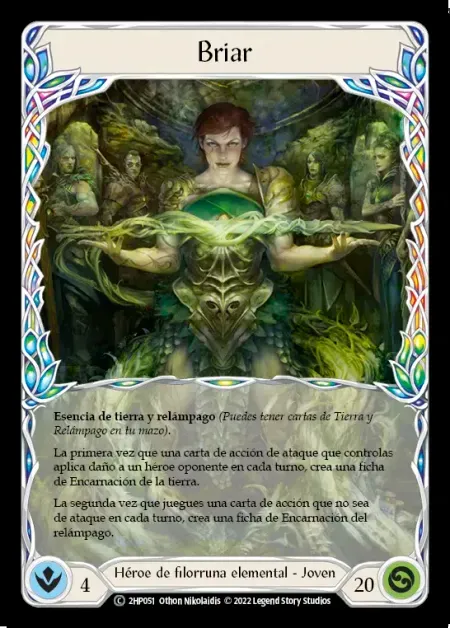 Briar
Esencia de tierra y relámpago (Puedes tener cartas de Tierra y
Relámpago en tu mazo).
La primera vez que una carta de acción de ataque que controlas
aplica daño a un héroe oponente en cada turno, crea una ficha
de Encarnación de la tierra.
La segunda vez que juegues una carta de acción que no sea
de ataque en cada turno, crea una ficha de Encarnación del
relámpago.
4
Héroe de filorruna elemental - Joven
20
C 2HP051 Othon Nikolaidis © 2022 Legend Story Studios